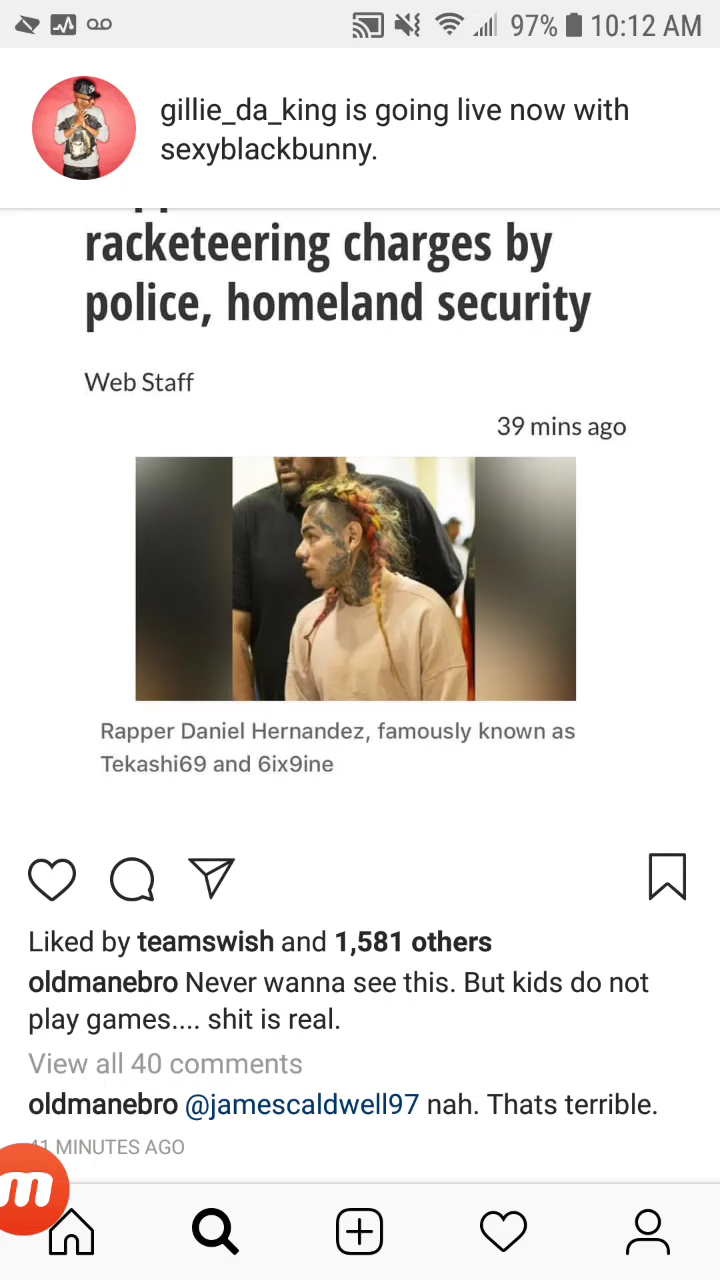 97% 10:12 AM
gillie_da_king is going live now with
sexyblackbunny.
racketeering charges by
police, homeland security
Web Staff
39 mins ago
Rapper Daniel Hernandez, famously known as
Tekashi69 and 6ix9ine
Liked by teamswish and 1,581 others
oldmanebro Never wanna see this. But kids do not
play games.... shit is real.
View all 40 comments
oldmanebro @jamescaldwell97 nah. Thats terrible.
41 MINUTES AGO
m